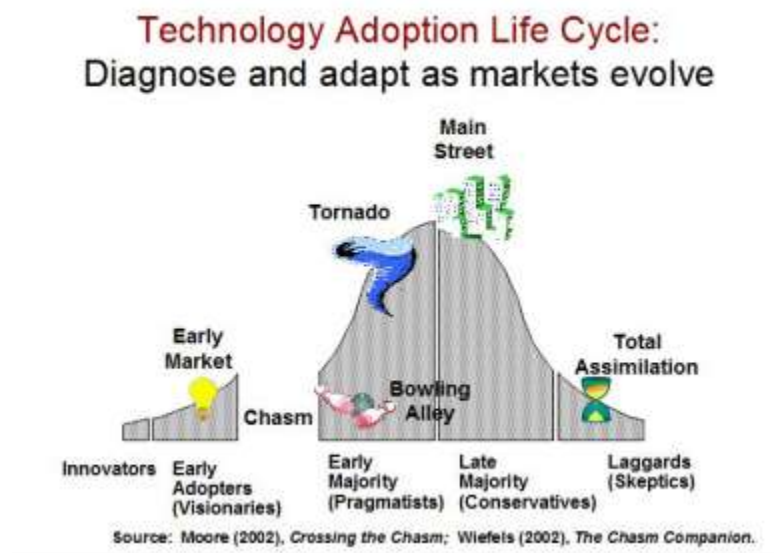 Technology Adoption Life Cycle:
Diagnose and adapt as markets evolve
Main
Street
Tornado
Early
Market
Total
Assimilation
Bowling
Alley
Chasm
Innovators
Early
Adopters
(Visionaries)
Early
Majority
(Pragmatists)
Late
Majority
(Conservatives)
Laggards
(Skeptics)
Source: Moore (2002), Crossing the Chasm; Wiefels (2002), The Chasm Companion.